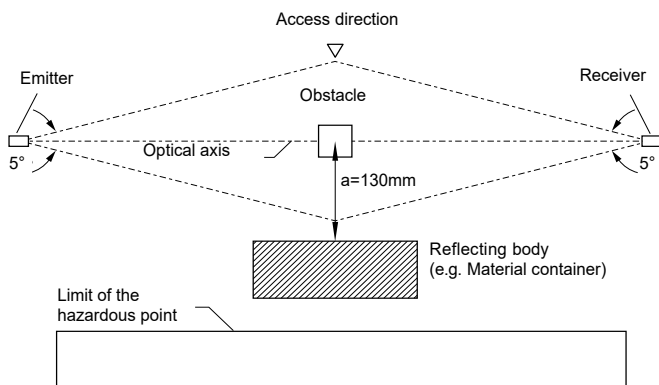 Access direction
Emitter
Receiver
Obstacle
Optical axis
5°
5°
a=130mm
Reflecting body
(e.g. Material container)
Limit of the
hazardous point